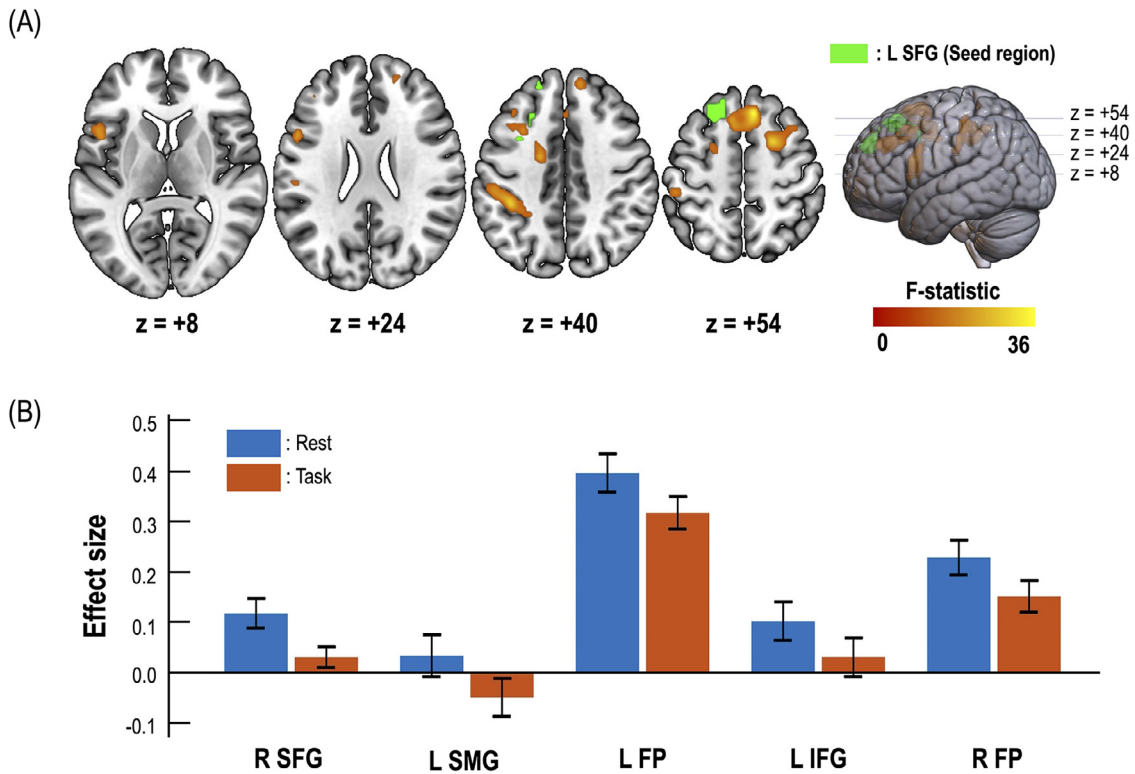 (A)
: L SFG (Seed region)
z = +54
z = +40
z = +24
z = +8
z = +8
z = +24
z = +40
z = +54
F-statistic
0
36
(B)
: Rest
: Task
Effect size
0.5
0.4
0.3
0.2
0.1
0.0
-0.1
R SFG
L SMG
L FP
L IFG
R FP